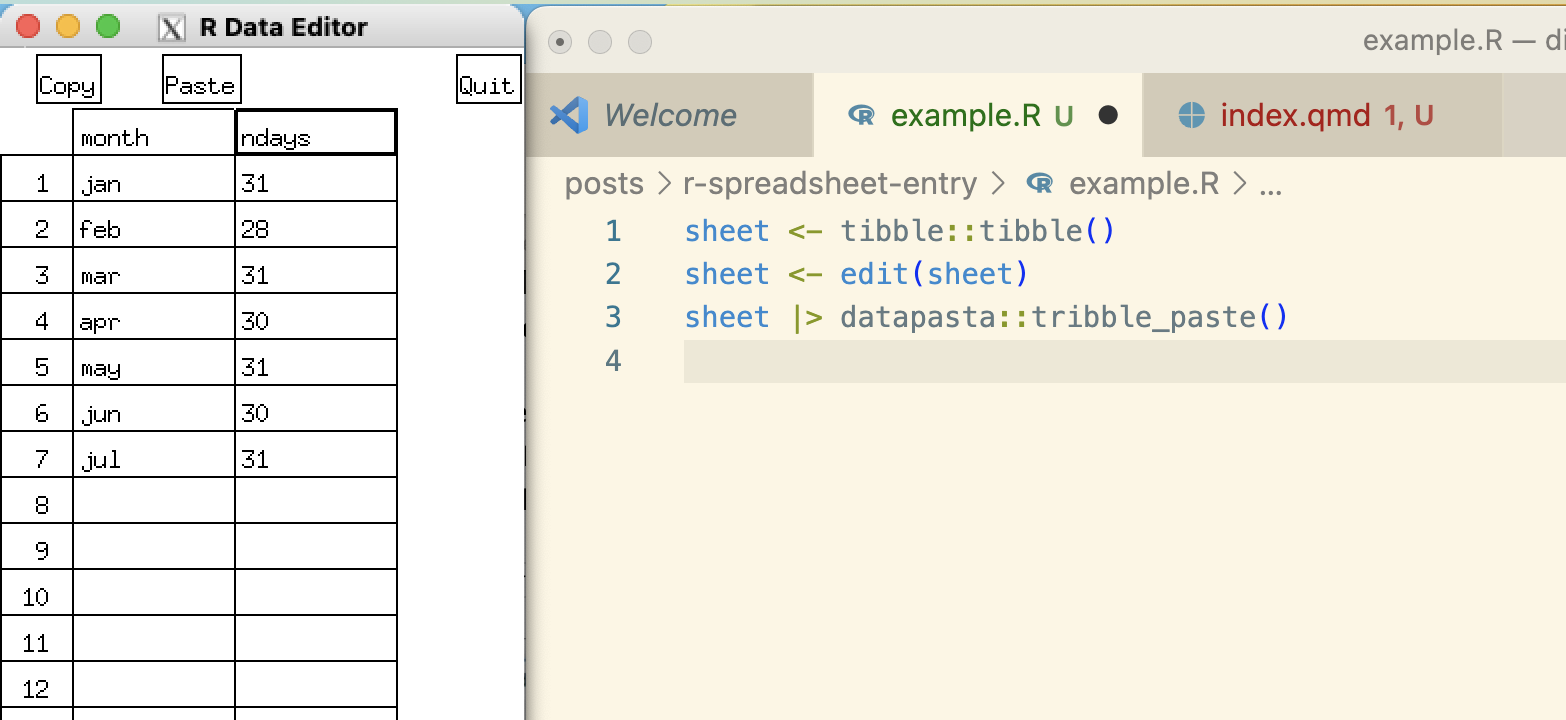 R Data Editor
Copy Paste Quit
month ndays
1 jan 31
2 feb 28
3 mar 31
4 apr 30
5 may 31
6 jun 30
7 jul 31
8
9
10
11
12
example.R — di
Welcome example.R U index.qmd 1, U
posts > r-spreadsheet-entry > example.R > ...
1 sheet <- tibble::tibble()
2 sheet <- edit(sheet)
3 sheet |> datapasta::tribble_paste()
4